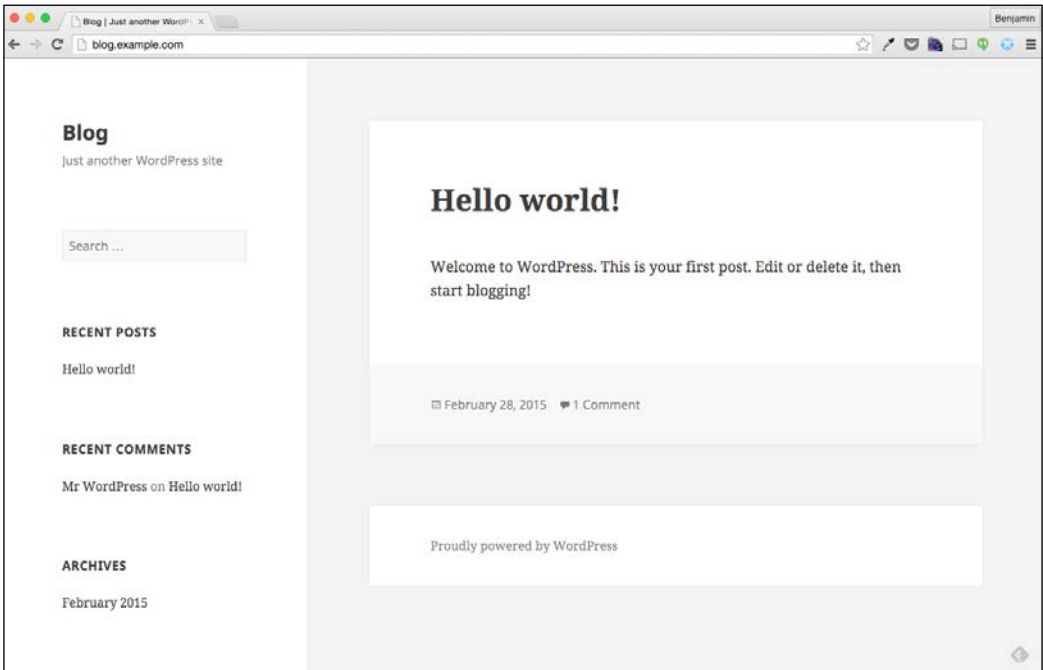 Blog | Just another WordPr
Benjamin
blog.example.com
Blog
Just another WordPress site
Search ...
RECENT POSTS
Hello world!
RECENT COMMENTS
Mr WordPress on Hello world!
ARCHIVES
February 2015
Hello world!
Welcome to WordPress. This is your first post. Edit or delete it, then
start blogging!
February 28, 2015 1 Comment
Proudly powered by WordPress